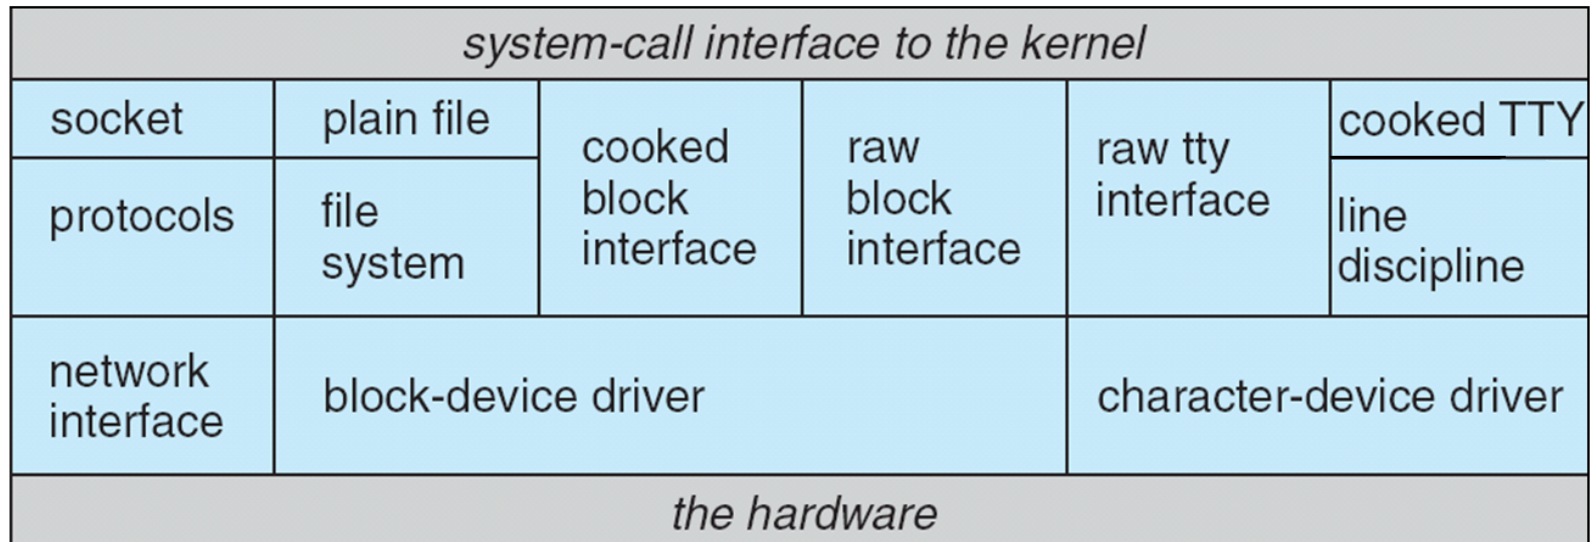 system-call interface to the kernel
socket
plain file
cooked
block
interface
raw
block
interface
raw tty
interface
cooked TTY
protocols
file
system
line
discipline
network
interface
block-device driver
character-device driver
the hardware